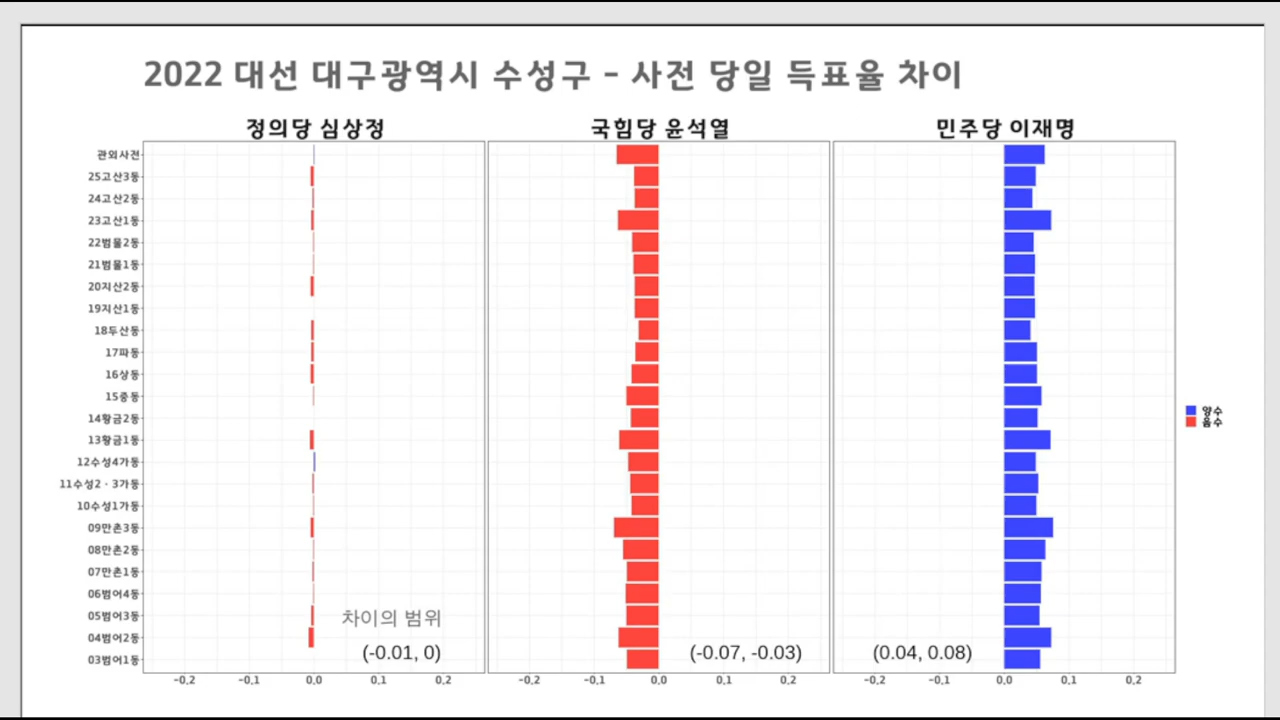 2022 대선 대구광역시 수성구 - 사전 당일 득표율 차이
정의당 심상정
국힘당 윤석열
민주당 이재명
관외사전
25고산3동
24고산2동
23고산1동
22범물2동
21범물1동
20지산2동
19지산1동
18두산동
17파동
16상동
15중동
14황금2동
13황금1동
12수성4가동
11수성2·3가동
10수성1가동
09만촌3동
08만촌2동
07만촌1동
06범어4동
05범어3동
04범어2동
03범어1동
차이의 범위
(-0.01, 0)
(-0.07, -0.03)
(0.04, 0.08)
-0.2 -0.1 0.0 0.1 0.2
-0.2 -0.1 0.0 0.1 0.2
-0.2 -0.1 0.0 0.1 0.2
양수
음수